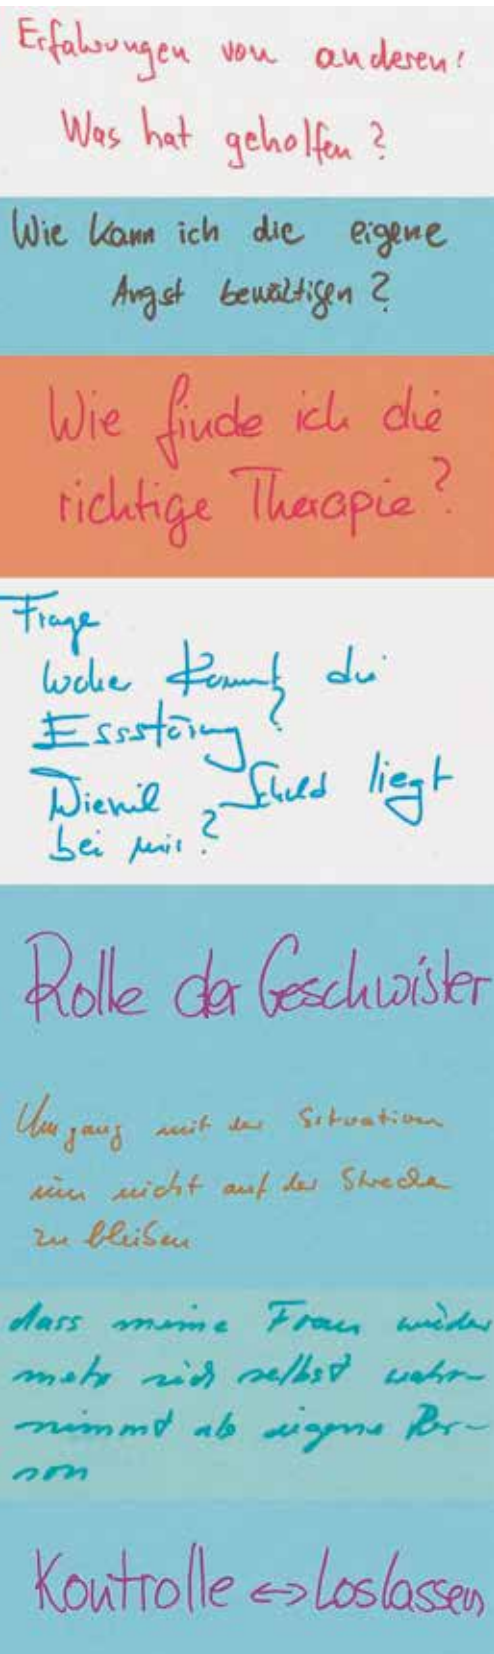 Erfahrungen von anderen:
Was hat geholfen?
Wie kann ich die eigene
Angst bewältigen?
Wie finde ich die
richtige Therapie?
Frage
woher kommt die
Essstörung?
Wieviel Schuld liegt
bei mir?
Rolle der Geschwister
Umgang mit der Situation
um nicht auf der Strecke
zu bleiben
dass meine Frau wieder
mehr sich selbst wahr-
nimmt als eigene Per-
son
Kontrolle <-> Loslassen